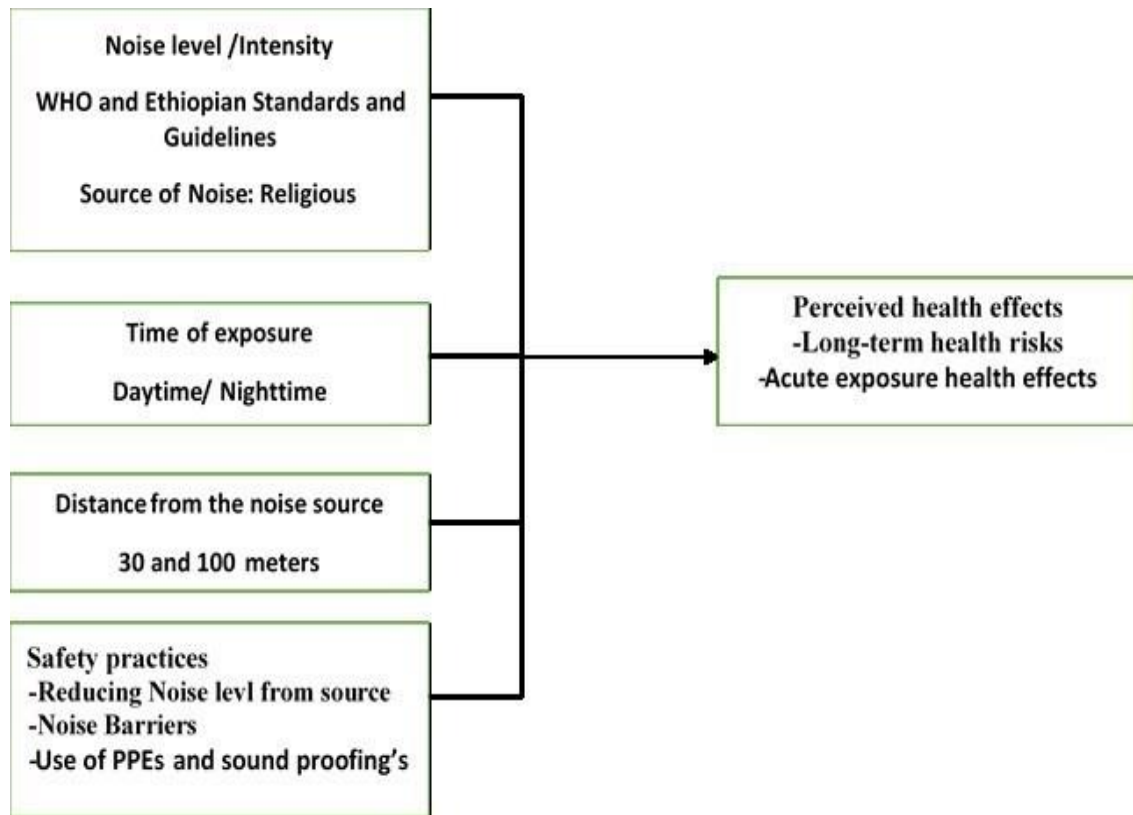 Noise level /Intensity
WHO and Ethiopian Standards and
Guidelines
Source of Noise: Religious
Time of exposure
Daytime/ Nighttime
Distance from the noise source
30 and 100 meters
Safety practices
-Reducing Noise levl from source
-Noise Barriers
-Use of PPEs and sound proofing's
Perceived health effects
-Long-term health risks
-Acute exposure health effects